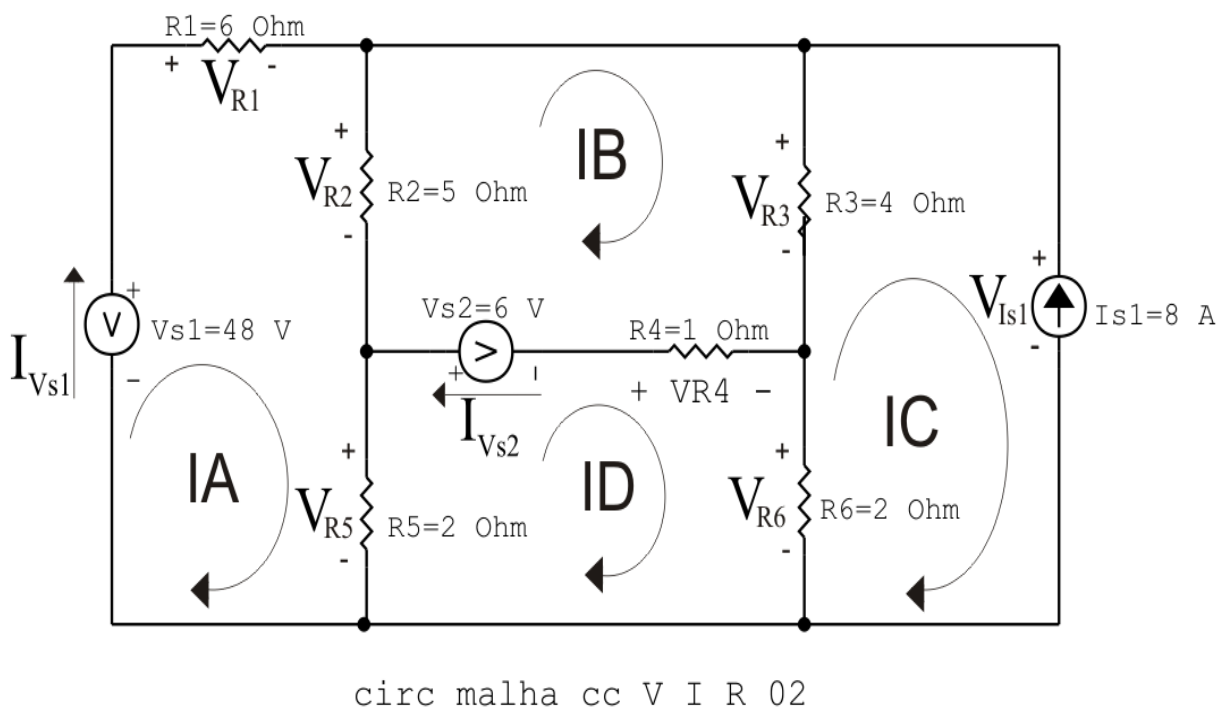 R1=6 Ohm
+ -
VR1
+
VR2
-
R2=5 Ohm
IB
+
VR3
-
R3=4 Ohm
+
VIs1
-
Is1=8 A
IVs1
+
V
-
Vs1=48 V
Vs2=6 V
>
+ -
IVs2
R4=1 Ohm
+ VR4 -
IA
+
VR5
-
R5=2 Ohm
ID
+
VR6
-
R6=2 Ohm
IC
circ malha cc V I R 02